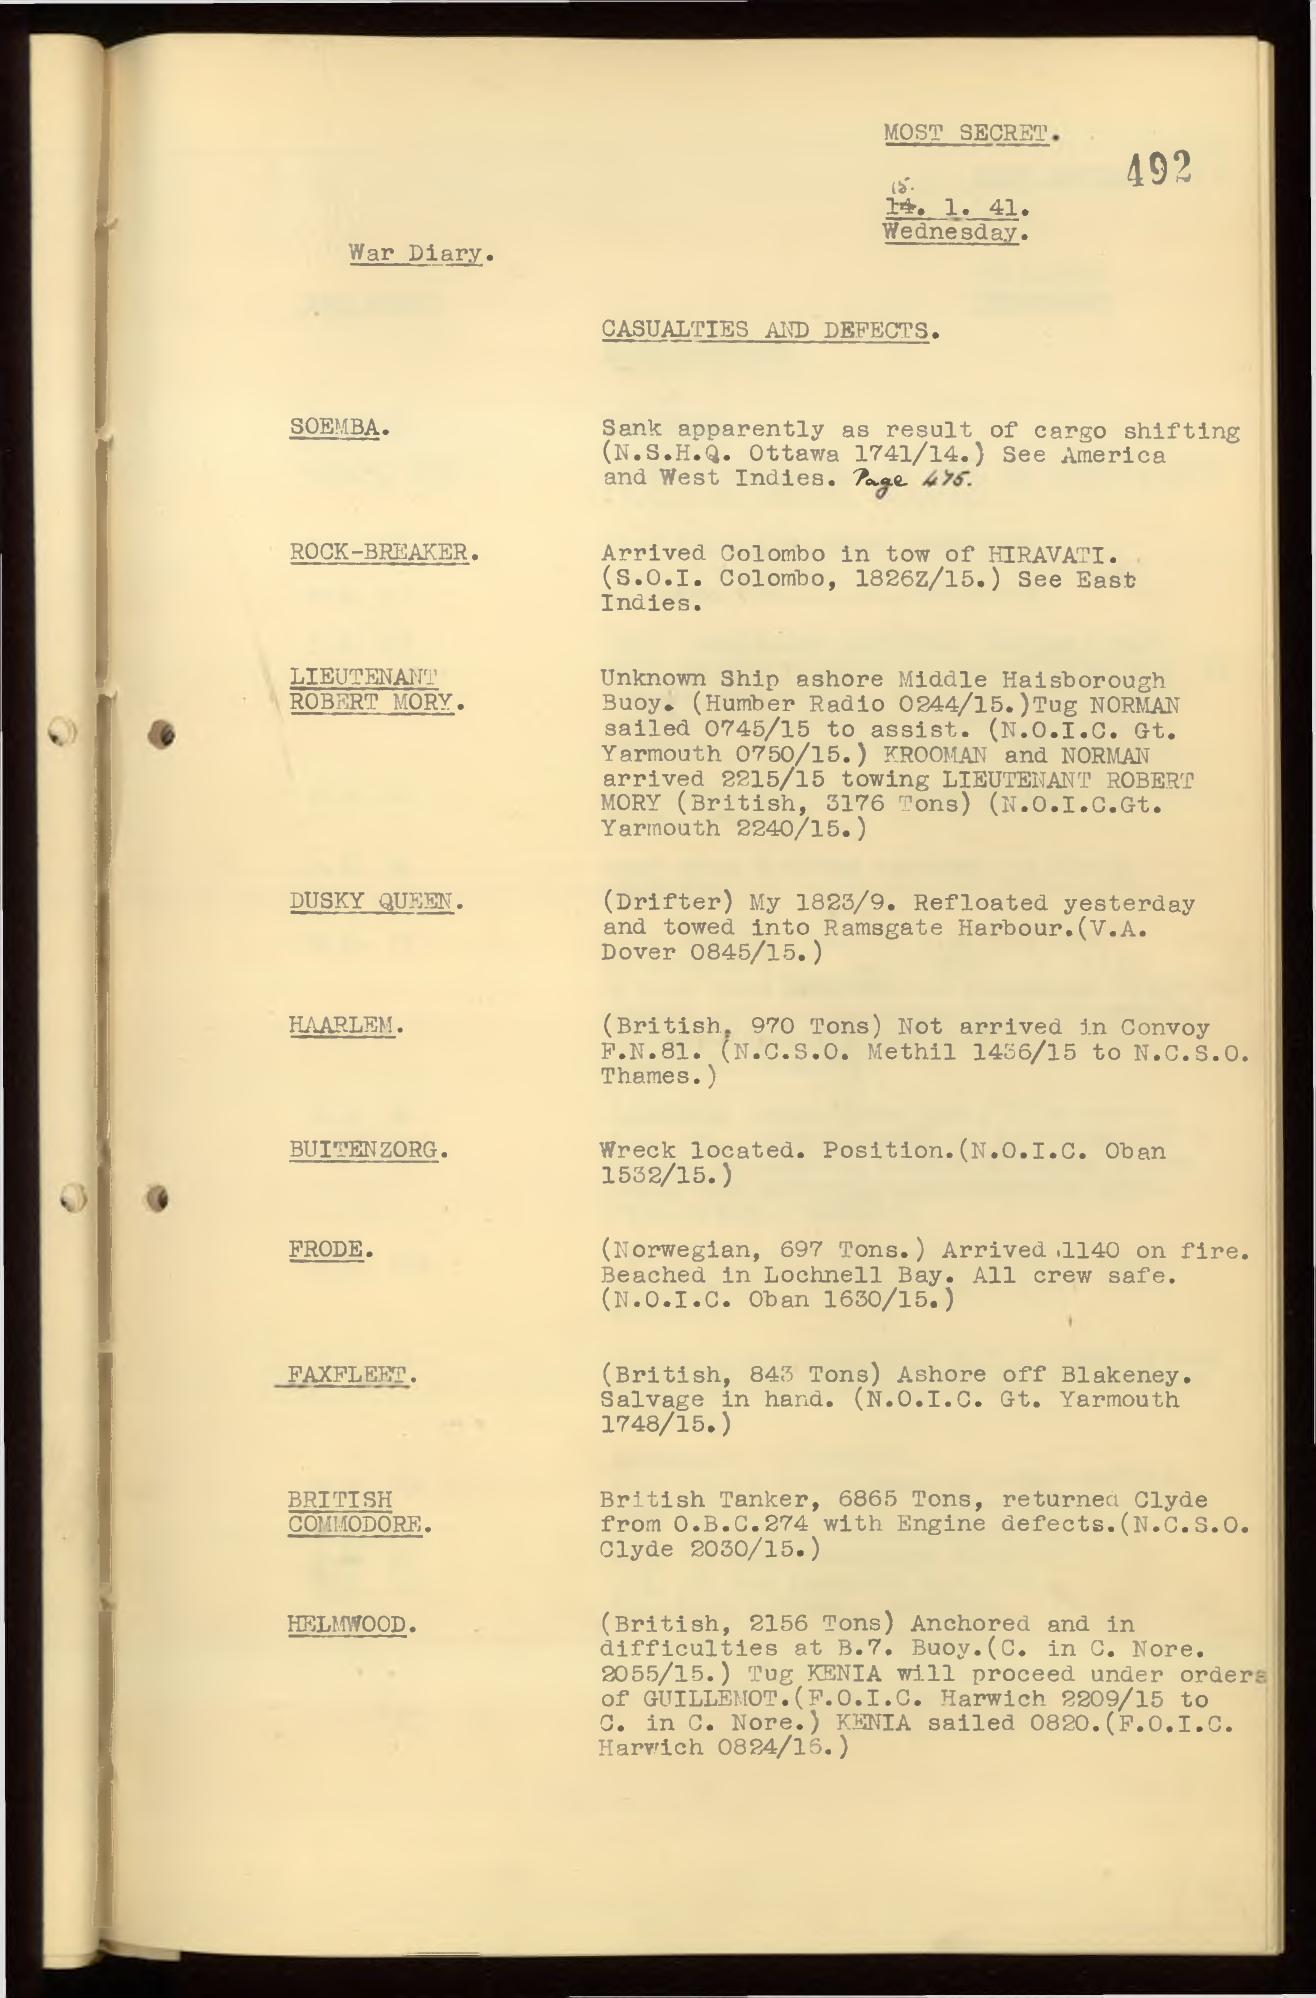 MOST SECRET.
492
15.
14. 1. 41.
Wednesday.
War Diary.
CASUALTIES AND DEFECTS.
SOEMBA.
Sank apparently as result of cargo shifting
(N.S.H.Q. Ottawa 1741/14.) See America
and West Indies. Page 475.
ROCK-BREAKER.
Arrived Colombo in tow of HIRAVATI.
(S.O.I. Colombo, 1826Z/15.) See East
Indies.
LIEUTENANT
ROBERT MORY.
Unknown Ship ashore Middle Haisborough
Buoy. (Humber Radio 0244/15.)Tug NORMAN
sailed 0745/15 to assist. (N.O.I.C. Gt.
Yarmouth 0750/15.) KROOMAN and NORMAN
arrived 2215/15 towing LIEUTENANT ROBERT
MORY (British, 3176 Tons) (N.O.I.C.Gt.
Yarmouth 2240/15.)
DUSKY QUEEN.
(Drifter) My 1823/9. Refloated yesterday
and towed into Ramsgate Harbour.(V.A.
Dover 0845/15.)
HAARLEM.
(British, 970 Tons) Not arrived in Convoy
F.N.81. (N.C.S.O. Methil 1436/15 to N.C.S.O.
Thames.)
BUITENZORG.
Wreck located. Position.(N.O.I.C. Oban
1532/15.)
FRODE.
(Norwegian, 697 Tons.) Arrived 1140 on fire.
Beached in Lochnell Bay. All crew safe.
(N.O.I.C. Oban 1630/15.)
FAXFLEET.
(British, 843 Tons) Ashore off Blakeney.
Salvage in hand. (N.O.I.C. Gt. Yarmouth
1748/15.)
BRITISH
COMMODORE.
British Tanker, 6865 Tons, returned Clyde
from O.B.C.274 with Engine defects.(N.C.S.O.
Clyde 2030/15.)
HELMWOOD.
(British, 2156 Tons) Anchored and in
difficulties at B.7. Buoy.(C. in C. Nore.
2055/15.) Tug KENIA will proceed under orders
of GUILLEMOT.(F.O.I.C. Harwich 2209/15 to
C. in C. Nore.) KENIA sailed 0820.(F.O.I.C.
Harwich 0824/16.)